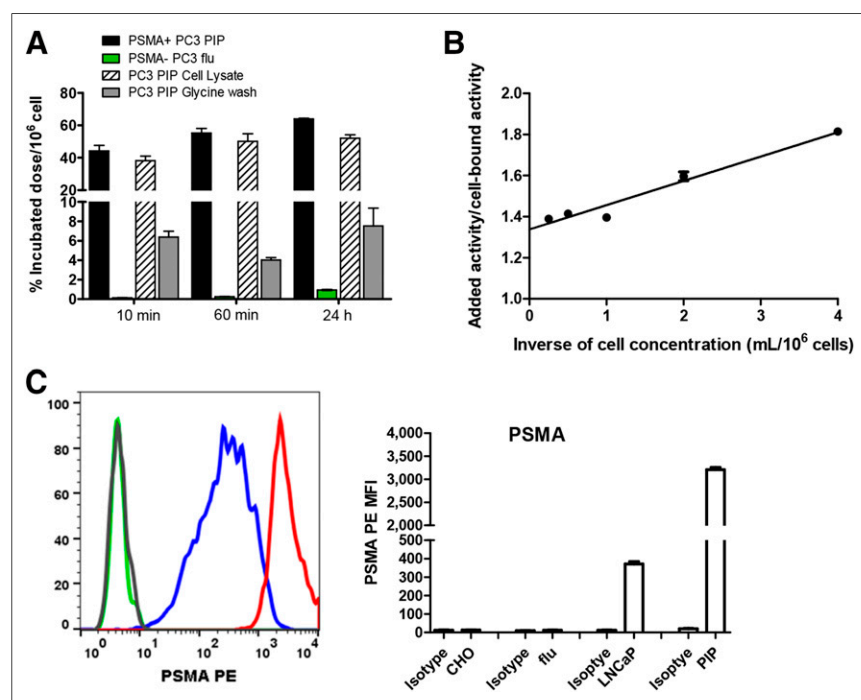 A
PSMA+ PC3 PIP
PSMA- PC3 flu
PC3 PIP Cell Lysate
PC3 PIP Glycine wash
% Incubated dose/10⁶ cell
80
60
40
20
10
8
6
4
2
0
10 min
60 min
24 h
B
Added activity/cell-bound activity
2.0
1.8
1.6
1.4
1.2
1.0
0
1
2
3
4
Inverse of cell concentration (mL/10⁶ cells)
C
100
80
60
40
20
0
10⁰
10¹
10²
10³
10⁴
PSMA PE
PSMA
PSMA PE MFI
4,000
3,500
3,000
2,500
2,000
500
400
300
200
100
0
Isotype
CHO
Isotype
flu
Isoptye
LNCaP
Isoptye
PIP